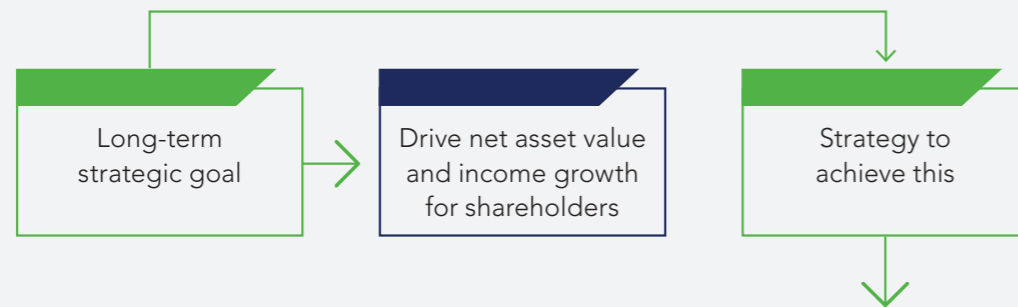 Long-term
strategic goal
Drive net asset value
and income growth
for shareholders
Strategy to
achieve this